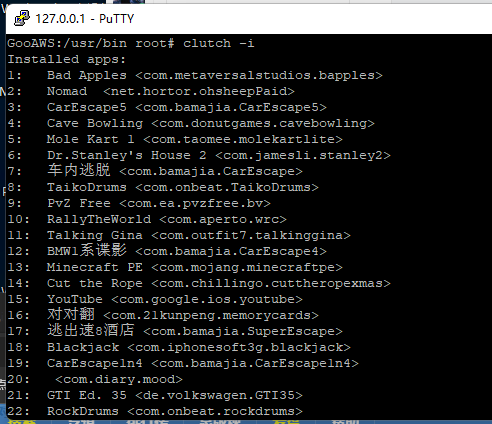 127.0.0.1 - PuTTY
GooAWS:/usr/bin root# clutch -i
Installed apps:
1: Bad Apples <com.metaversalstudios.bapples>
2: Nomad <net.hortor.ohsheepPaid>
3: CarEscape5 <com.bamajia.CarEscape5>
4: Cave Bowling <com.donutgames.cavebowling>
5: Mole Kart 1 <com.taomee.molekartlite>
6: Dr.Stanley's House 2 <com.jamesli.stanley2>
7: 车内逃脱 <com.bamajia.CarEscape>
8: TaikoDrums <com.onbeat.TaikoDrums>
9: PvZ Free <com.ea.pvzfree.bv>
10: RallyTheWorld <com.aperto.wrc>
11: Talking Gina <com.outfit7.talkinggina>
12: BMW1系谍影 <com.bamajia.CarEscape4>
13: Minecraft PE <com.mojang.minecraftpe>
14: Cut the Rope <com.chillingo.cuttheropexmas>
15: YouTube <com.google.ios.youtube>
16: 对对翻 <com.21kunpeng.memorycards>
17: 逃出速8酒店 <com.bamajia.SuperEscape>
18: Blackjack <com.iphonesoft3g.blackjack>
19: CarEscape1n4 <com.bamajia.CarEscape1n4>
20: <com.diary.mood>
21: GTI Ed. 35 <de.volkswagen.GTI35>
22: RockDrums <com.onbeat.rockdrums>